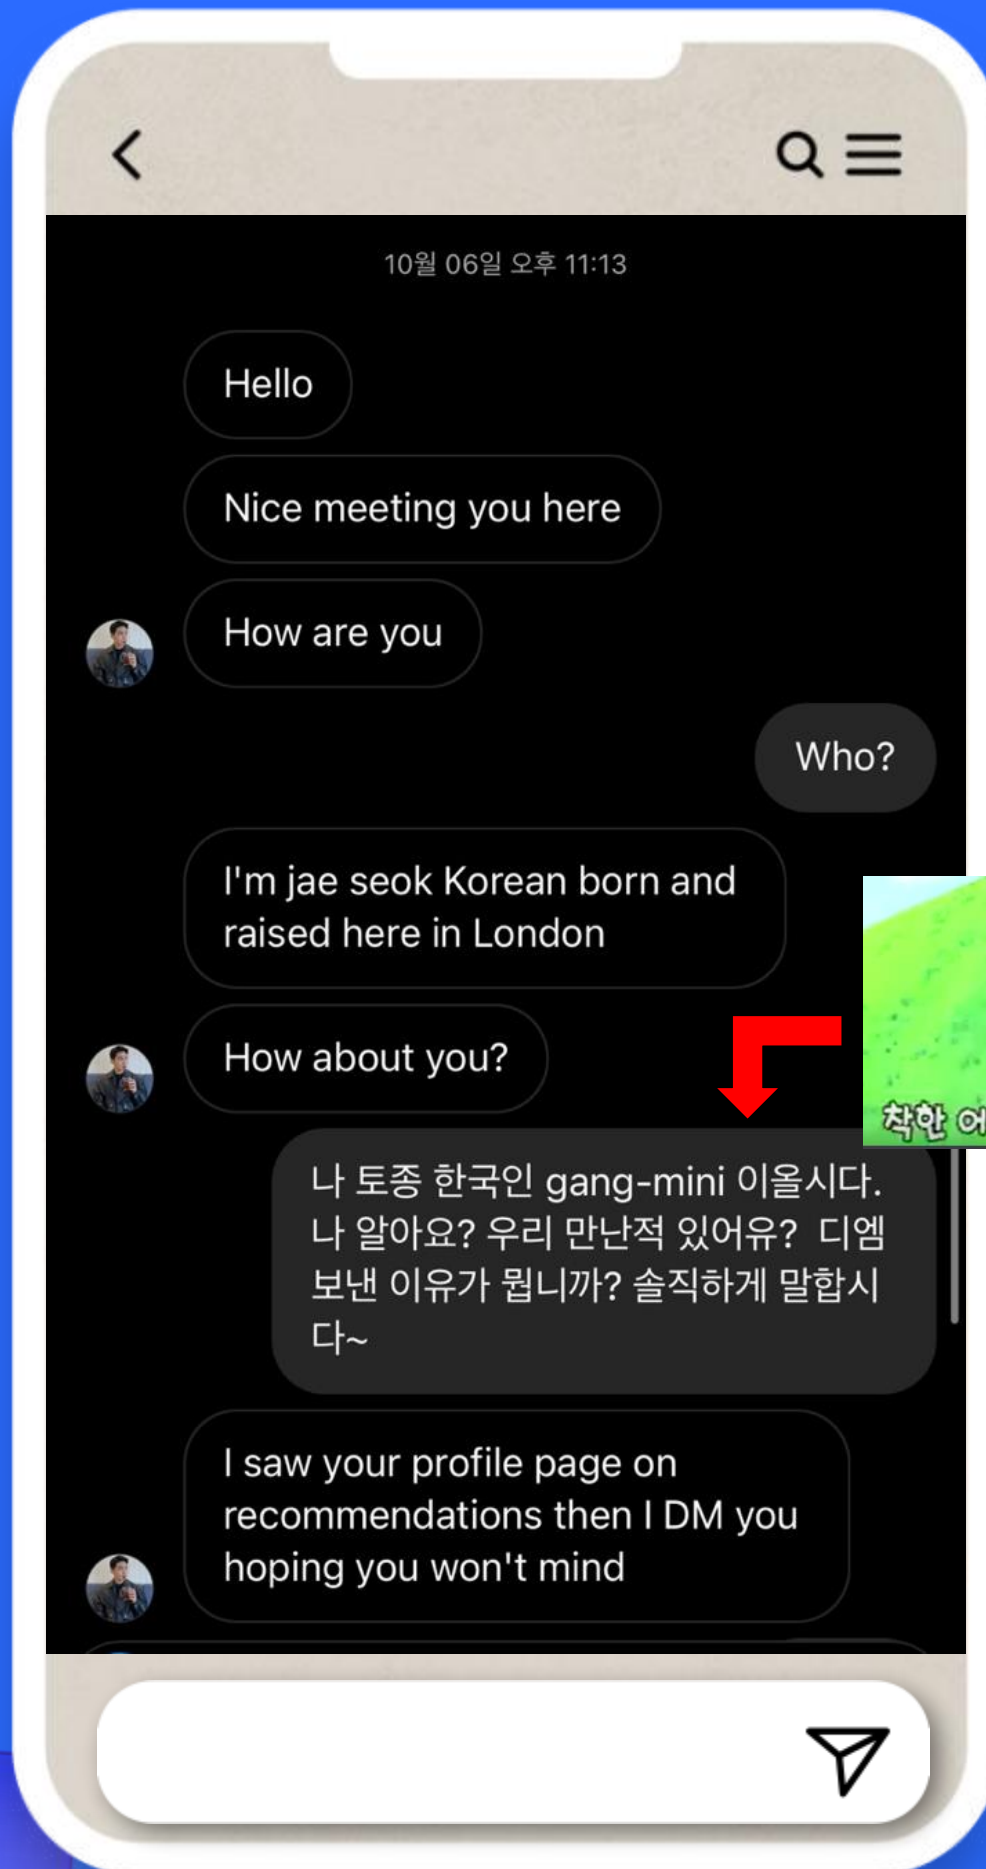 10월 06일 오후 11:13
Hello
Nice meeting you here
How are you
Who?
I'm jae seok Korean born and
raised here in London
How about you?
착한 어
나 토종 한국인 gang-mini 이올시다.
나 알아요? 우리 만난적 있어유? 디엠
보낸 이유가 뭡니까? 솔직하게 말합시
다~
I saw your profile page on
recommendations then I DM you
hoping you won't mind